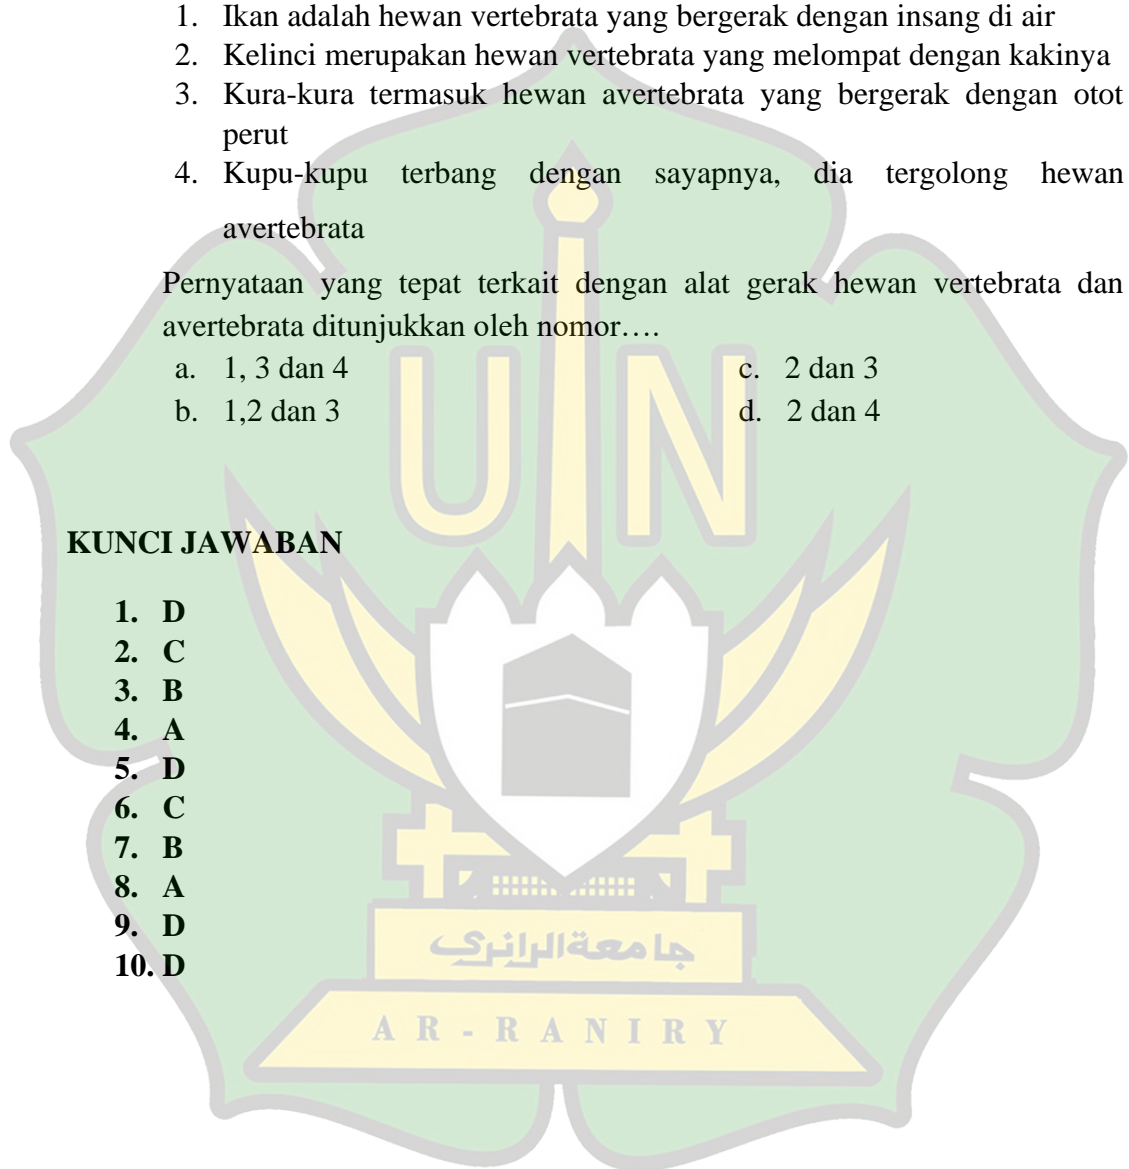 1. Ikan adalah hewan vertebrata yang bergerak dengan insang di air
2. Kelinci merupakan hewan vertebrata yang melompat dengan kakinya
3. Kura-kura termasuk hewan avertebrata yang bergerak dengan otot
perut
4. Kupu-kupu terbang dengan sayapnya, dia tergolong hewan
avertebrata
Pernyataan yang tepat terkait dengan alat gerak hewan vertebrata dan
avertebrata ditunjukkan oleh nomor….
a. 1, 3 dan 4 c. 2 dan 3
b. 1,2 dan 3 d. 2 dan 4
UIN
KUNCI JAWABAN
1. D
2. C
3. B
4. A
5. D
6. C
7. B
8. A
9. D
10. D
جامعة الرانري
AR-RANIRY